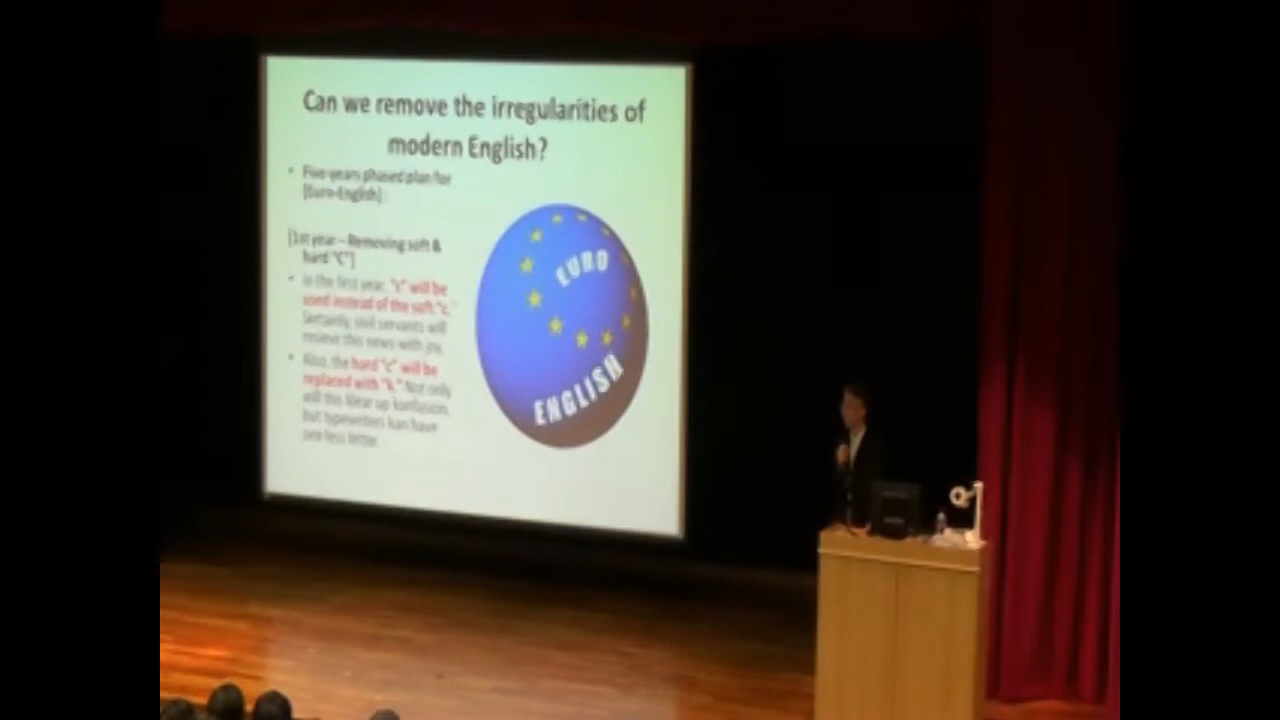 Can we remove the irregularities of
modern English?
• Five-years phased plan for
[Euro-English] :
[1st year – Removing soft &
hard "C"]
• In the first year, "s" will be
used instead of the soft "c."
Sertainly, sivil servants will
resieve this news with joy.
• Also, the hard "c" will be
replaced with "k." Not only
will this klear up konfusion,
but typewriters kan have
one less letter.
EURO
ENGLISH